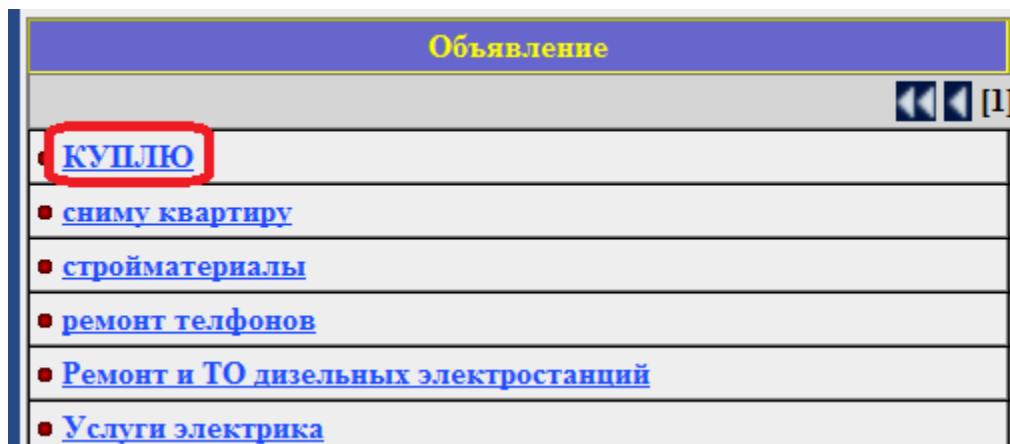 Объявление
[1]
КУПЛЮ
сниму квартиру
стройматериалы
ремонт телфонов
Ремонт и ТО дизельных электростанций
Услуги электрика